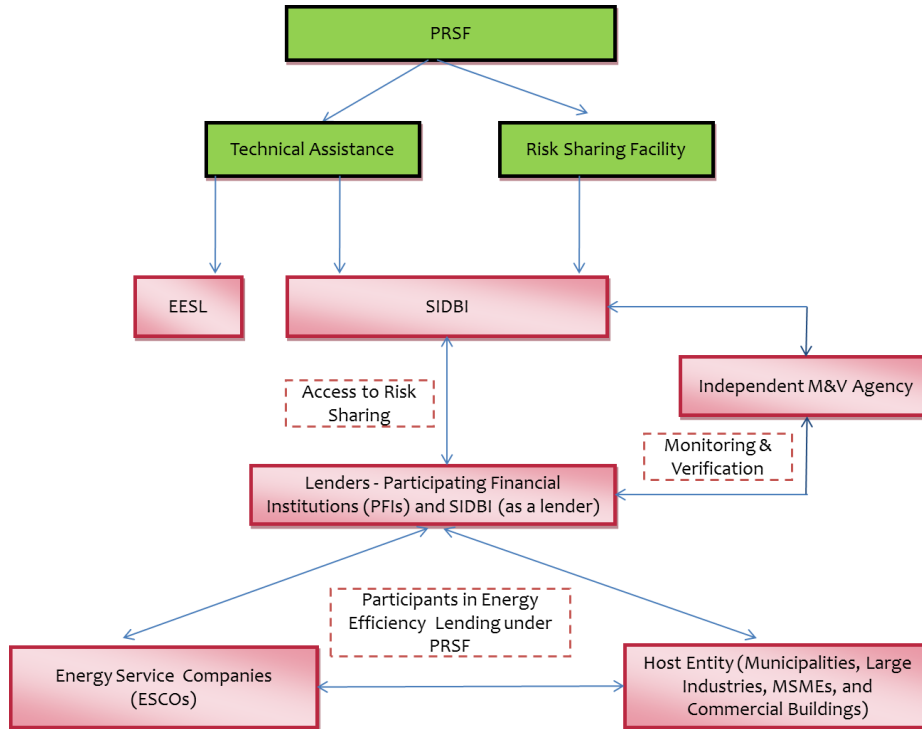 PRSF
Technical Assistance
Risk Sharing Facility
EESL
SIDBI
Access to Risk
Sharing
Independent M&V Agency
Monitoring &
Verification
Lenders - Participating Financial
Institutions (PFIs) and SIDBI (as a lender)
Participants in Energy
Efficiency Lending under
PRSF
Energy Service Companies
(ESCOs)
Host Entity (Municipalities, Large
Industries, MSMEs, and
Commercial Buildings)